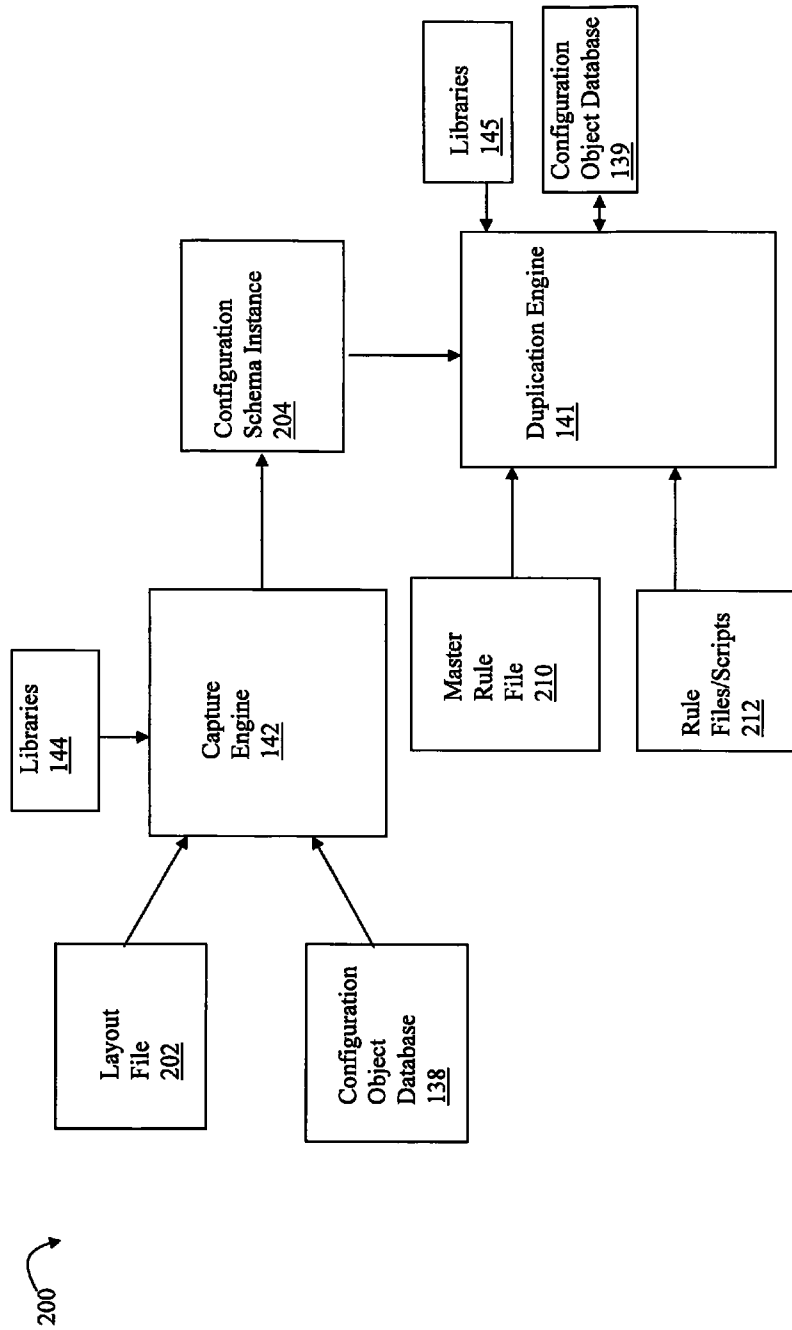 200
Layout
File
202
Configuration
Object
Database
138
Libraries
144
Capture
Engine
142
Configuration
Schema Instance
204
Master
Rule
File
210
Rule
Files/Scripts
212
Duplication Engine
141
Libraries
145
Configuration
Object Database
139